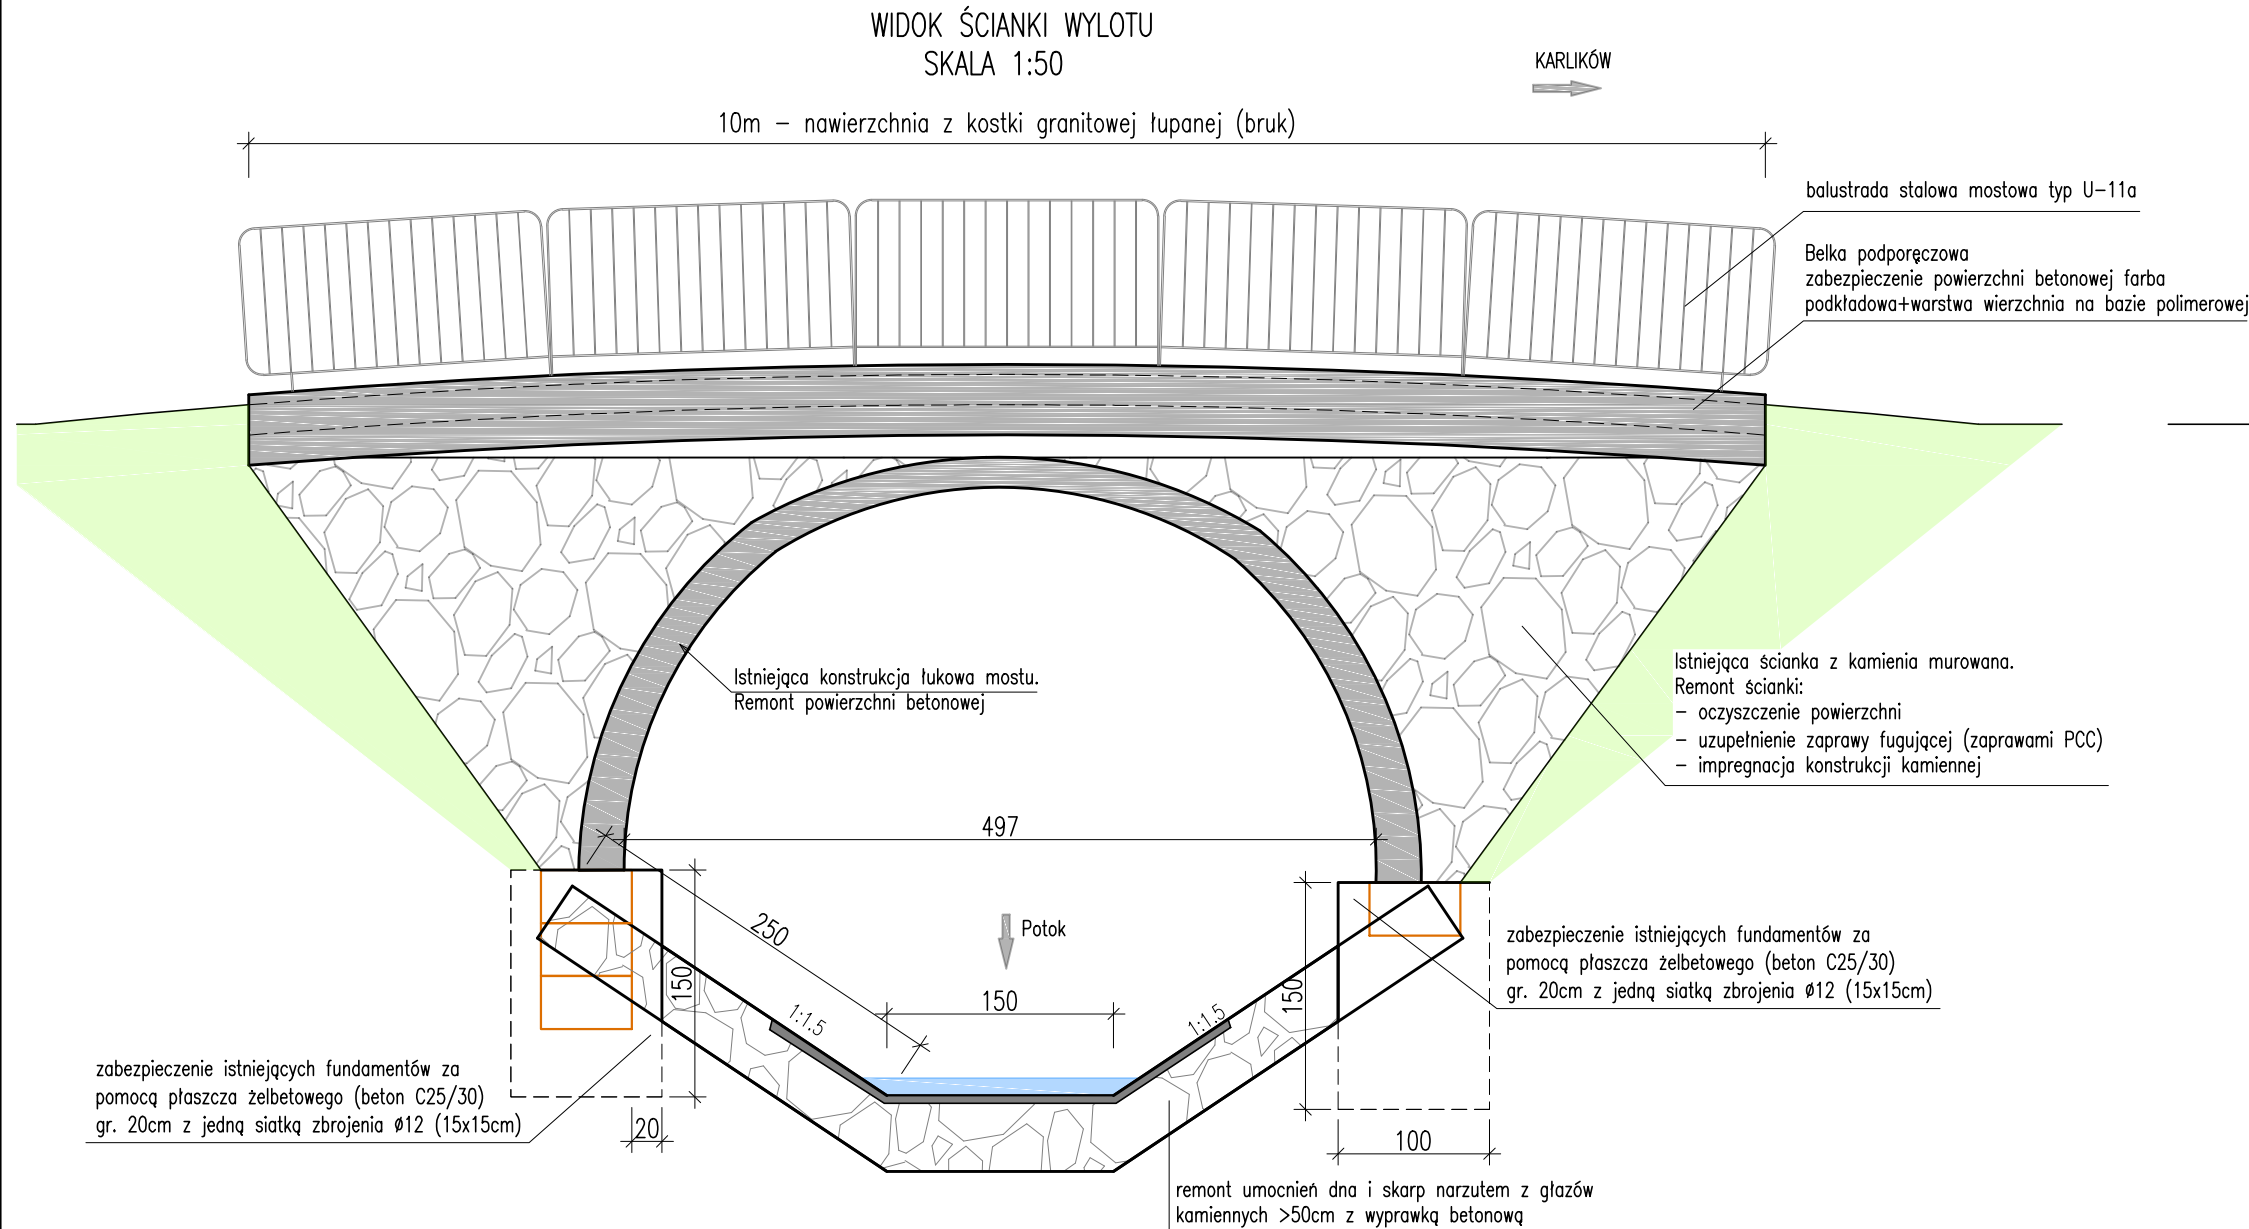 WIDOK ŚCIANKI WYLOTU
SKALA 1:50
KARLIKÓW
10m – nawierzchnia z kostki granitowej łupanej (bruk)
balustrada stalowa mostowa typ U-11a
Belka podporęczowa
zabezpieczenie powierzchni betonowej farba
podkładowa+warstwa wierzchnia na bazie polimerowej
Istniejąca konstrukcja łukowa mostu.
Remont powierzchni betonowej
Istniejąca ścianka z kamienia murowana.
Remont ścianki:
– oczyszczenie powierzchni
– uzupełnienie zaprawy fugującej (zaprawami PCC)
– impregnacja konstrukcji kamiennej
497
250
Potok
150
150
150
1:1.5
1:1.5
zabezpieczenie istniejących fundamentów za
pomocą płaszcza żelbetowego (beton C25/30)
gr. 20cm z jedną siatką zbrojenia ø12 (15x15cm)
zabezpieczenie istniejących fundamentów za
pomocą płaszcza żelbetowego (beton C25/30)
gr. 20cm z jedną siatką zbrojenia ø12 (15x15cm)
20
100
remont umocnień dna i skarp narzutem z głazów
kamiennych >50cm z wyprawką betonową